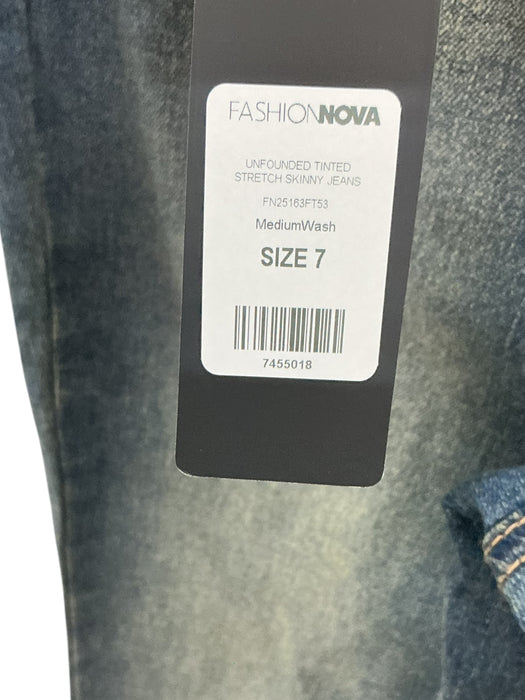 FASHIONNOVA
UNFOUNDED TINTED
STRETCH SKINNY JEANS
FN25163FT53
MediumWash
SIZE 7
7455018